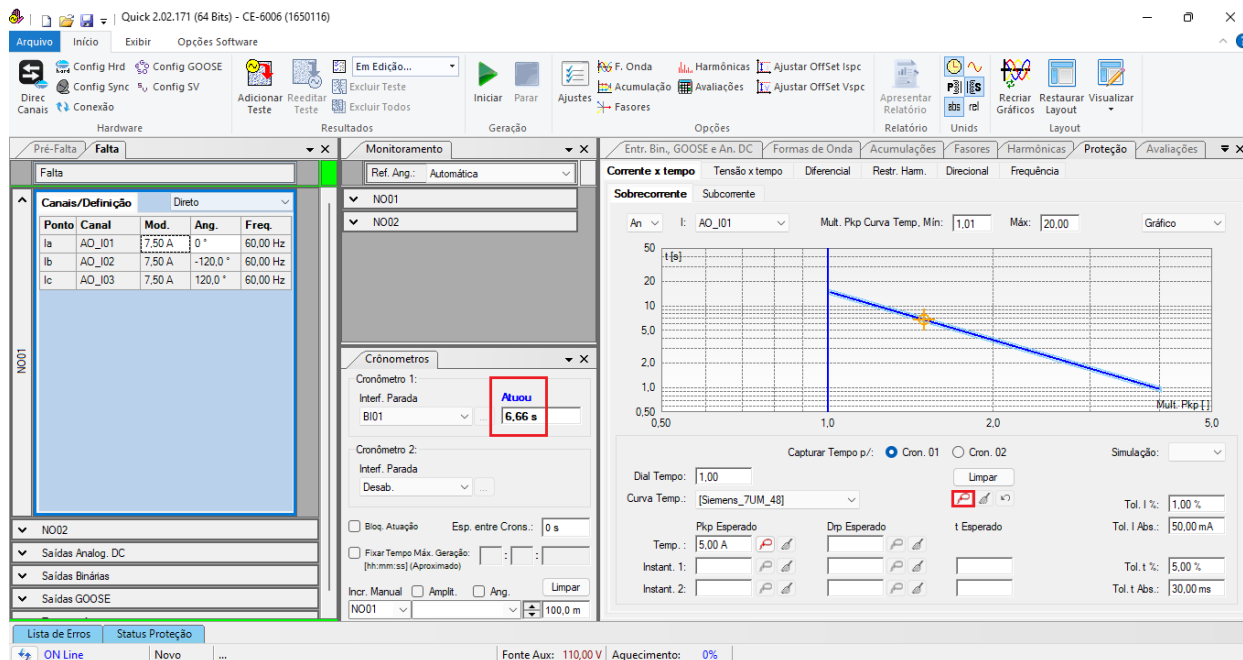 Quick 2.02.171 (64 Bits) - CE-6006 (1650116)
Arquivo Início Exibir Opções Software
Direc Canais
Config Hrd Config GOOSE
Config Sync Config SV
Conexão
Hardware
Adicionar Teste
Reeditar Teste
Em Edição...
Excluir Teste
Excluir Todos
Resultados
Iniciar Parar
Geração
Ajustes
F. Onda Harmônicas Ajustar OffSet Ispc
Acumulação Avaliações Ajustar OffSet Vspc
Fasores
Opções
Apresentar Relatório
Relatório
abs rel
Unids
Recriar Gráficos
Restaurar Layout
Visualizar
Layout
Pré-Falta Falta
Falta
Canais/Definição Direto
Ponto Canal Mod. Ang. Freq.
Ia AO_I01 7,50 A 0 ° 60,00 Hz
Ib AO_I02 7,50 A -120,0 ° 60,00 Hz
Ic AO_I03 7,50 A 120,0 ° 60,00 Hz
NO01
NO02
Saídas Analog. DC
Saídas Binárias
Saídas GOOSE
Monitoramento
Ref. Ang.: Automática
NO01
NO02
Crônometros
Cronômetro 1:
Interf. Parada Atuou
BI01 ... 6,66 s
Cronômetro 2:
Interf. Parada
Desab. ...
Bloq. Atuação Esp. entre Crons.: 0 s
Fixar Tempo Máx. Geração: : :
[hh:mm:ss] (Aproximado)
Incr. Manual Amplit. Ang. Limpar
NO01 100,0 m
Entr. Bin., GOOSE e An. DC Formas de Onda Acumulações Fasores Harmônicas Proteção Avaliações
Corrente x tempo Tensão x tempo Diferencial Restr. Harm. Direcional Frequência
Sobrecorrente Subcorrente
An I: AO_I01 Mult. Pkp Curva Temp, Mín: 1,01 Máx: 20,00 Gráfico
t [s]
50
20
10
5,0
2,0
1,0
0,50
Mult. Pkp [ ]
0,50 1,0 2,0 5,0
Capturar Tempo p/: Cron. 01 Cron. 02 Simulação:
Dial Tempo: 1,00 Limpar
Curva Temp.: [Siemens_7UM_48] Tol. I %: 1,00 %
Pkp Esperado Drp Esperado t Esperado Tol. I Abs.: 50,00 mA
Temp. : 5,00 A
Instant. 1: Tol. t %: 5,00 %
Instant. 2: Tol. t Abs.: 30,00 ms
Lista de Erros Status Proteção
ON Line Novo ... Fonte Aux: 110,00 V Aquecimento: 0%